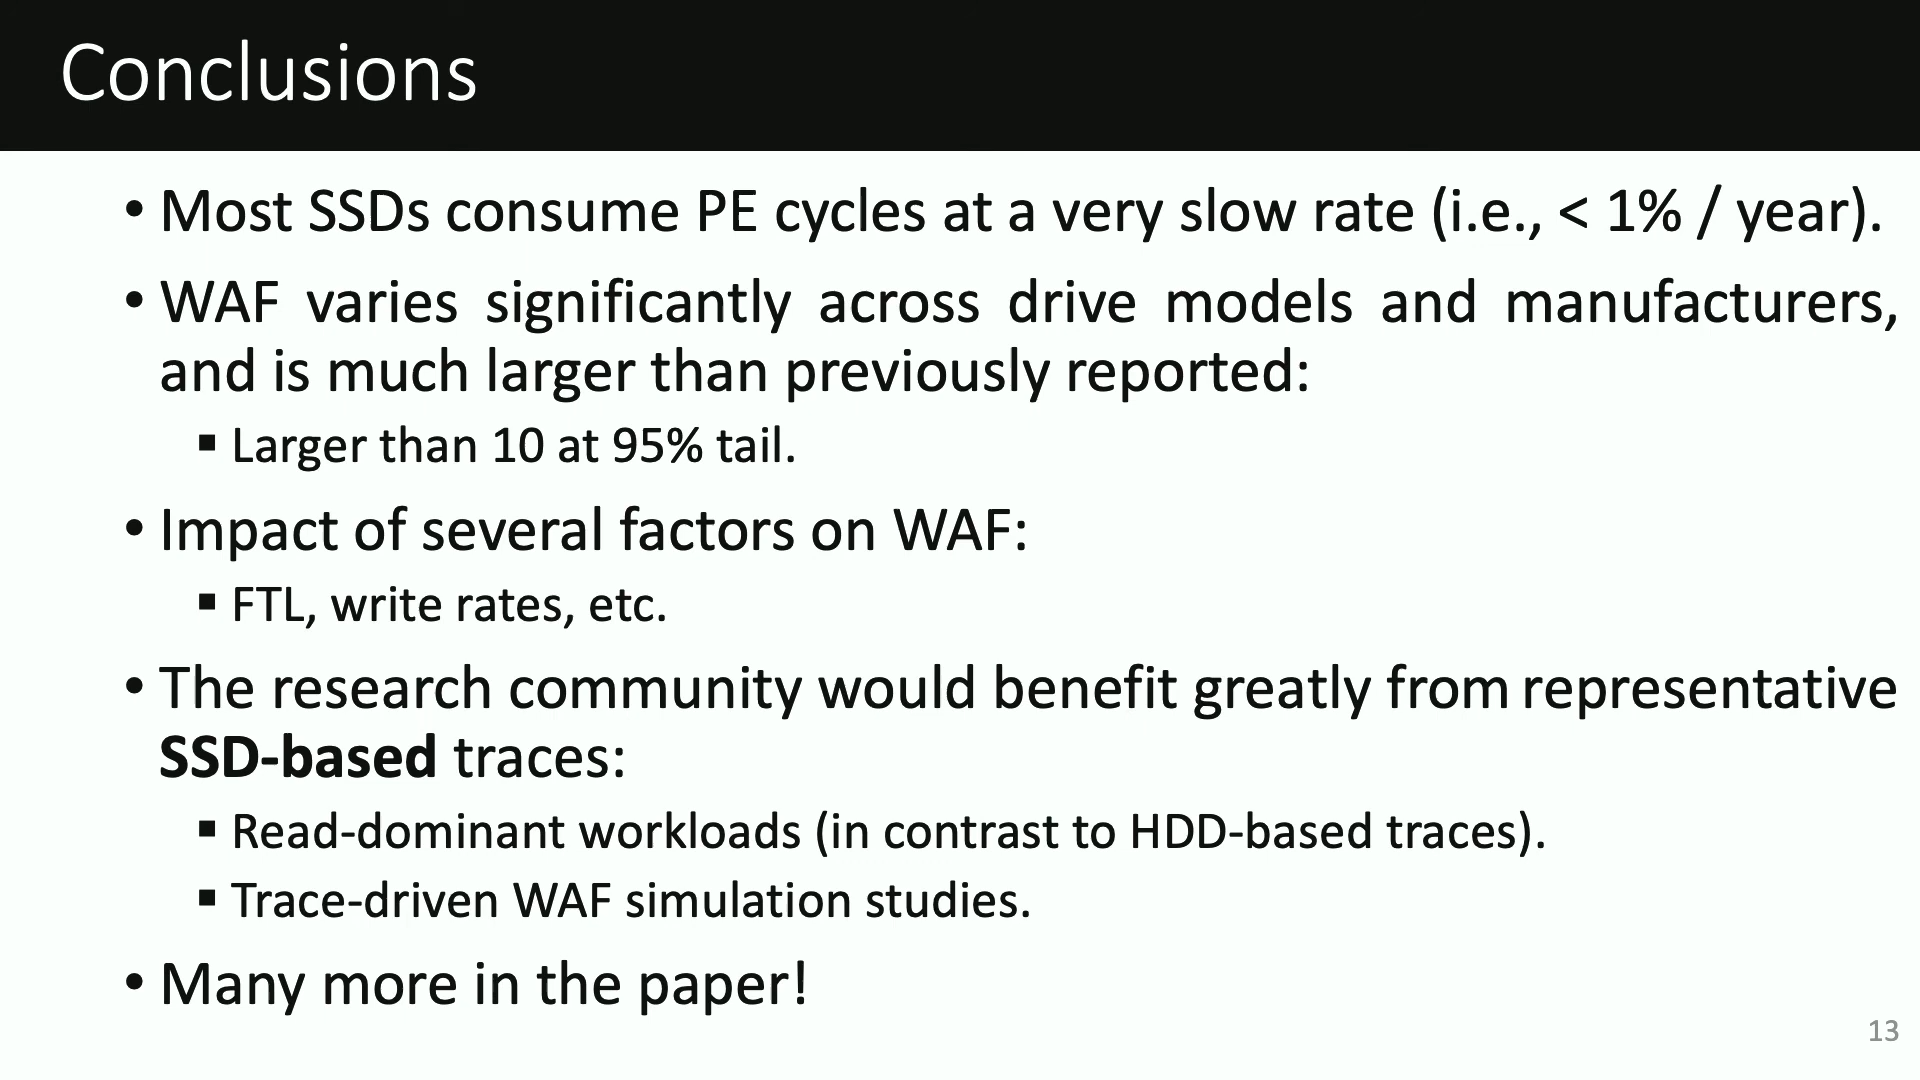 Conclusions
• Most SSDs consume PE cycles at a very slow rate (i.e., < 1% / year).
• WAF varies significantly across drive models and manufacturers,
and is much larger than previously reported:
▪ Larger than 10 at 95% tail.
• Impact of several factors on WAF:
▪ FTL, write rates, etc.
• The research community would benefit greatly from representative
SSD-based traces:
▪ Read-dominant workloads (in contrast to HDD-based traces).
▪ Trace-driven WAF simulation studies.
• Many more in the paper!
13